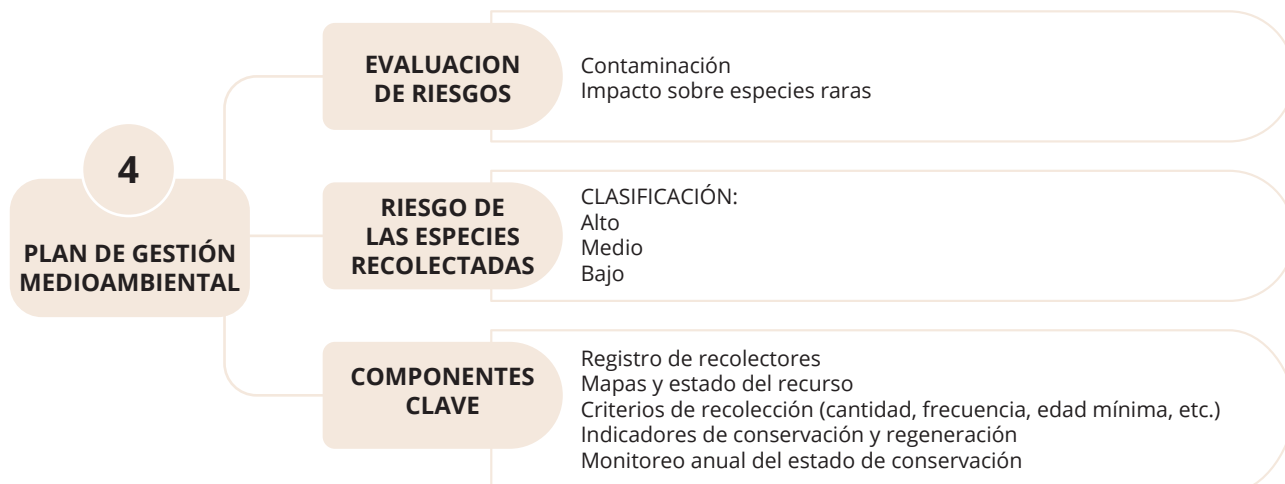 4
PLAN DE GESTIÓN
MEDIOAMBIENTAL
EVALUACION
DE RIESGOS
Contaminación
Impacto sobre especies raras
RIESGO DE
LAS ESPECIES
RECOLECTADAS
CLASIFICACIÓN:
Alto
Medio
Bajo
COMPONENTES
CLAVE
Registro de recolectores
Mapas y estado del recurso
Criterios de recolección (cantidad, frecuencia, edad mínima, etc.)
Indicadores de conservación y regeneración
Monitoreo anual del estado de conservación